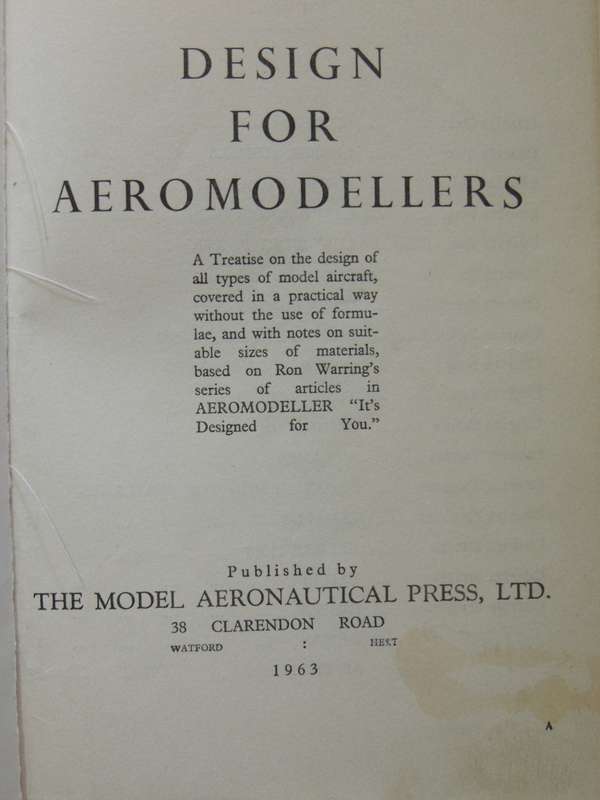 DESIGN
FOR
AEROMODELLERS
A Treatise on the design of
all types of model aircraft,
covered in a practical way
without the use of formu-
lae, and with notes on suit-
able sizes of materials,
based on Ron Warring's
series of articles in
AEROMODELLER “It's
Designed for You.”
Published by
THE MODEL AERONAUTICAL PRESS, LTD.
38 CLARENDON ROAD
WATFORD : HERT
1963
A